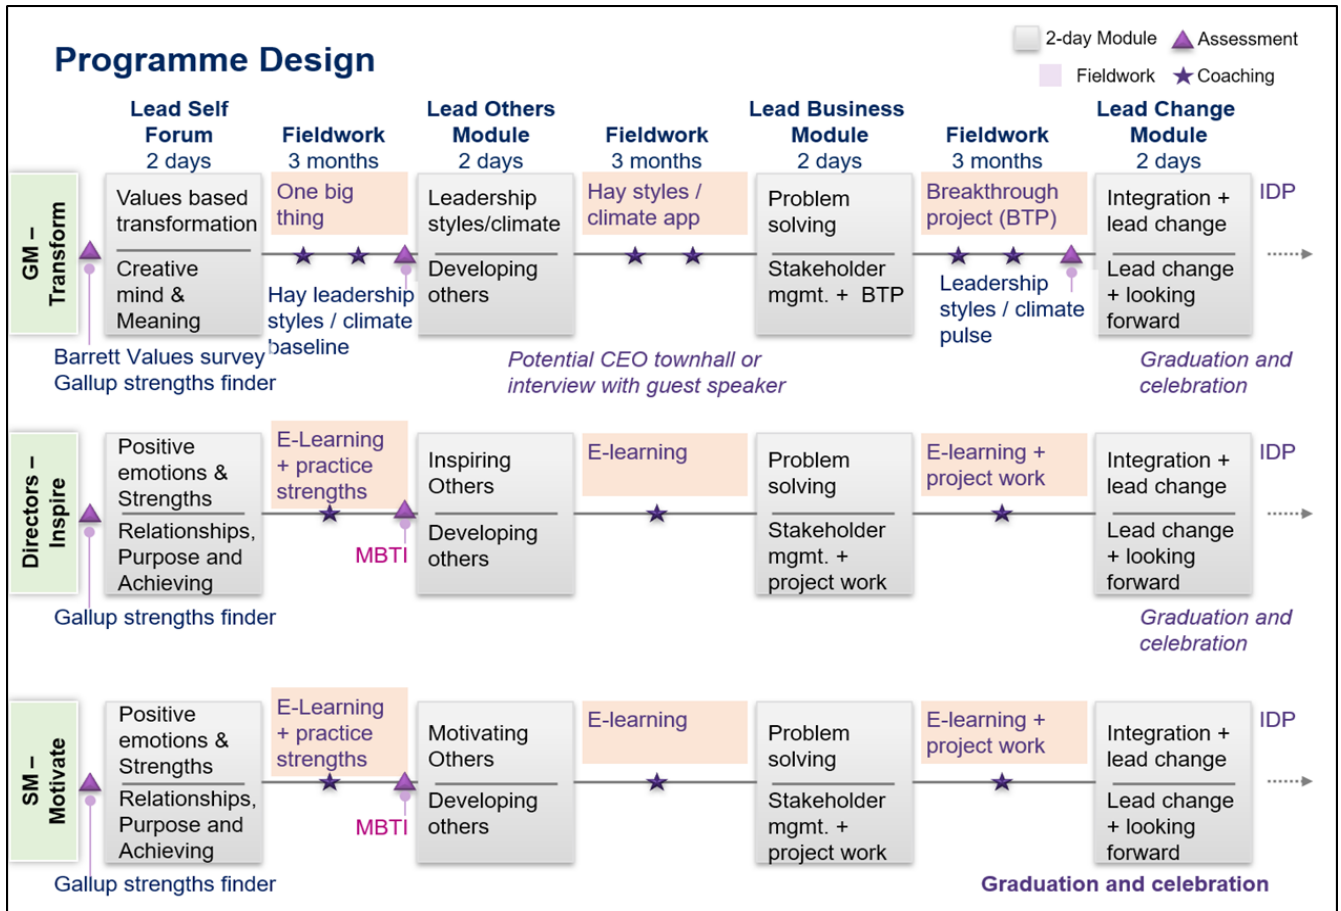 Programme Design
2-day Module
Assessment
Fieldwork
Coaching
Lead Self
Forum
2 days
Fieldwork
3 months
Lead Others
Module
2 days
Fieldwork
3 months
Lead Business
Module
2 days
Fieldwork
3 months
Lead Change
Module
2 days
GM –
Transform
Values based
transformation
Creative
mind &
Meaning
One big
thing
Hay leadership
styles / climate
baseline
Leadership
styles/climate
Developing
others
Hay styles /
climate app
Problem
solving
Stakeholder
mgmt. + BTP
Breakthrough
project (BTP)
Leadership
styles / climate
pulse
Integration +
lead change
Lead change
+ looking
forward
IDP
Barrett Values survey
Gallup strengths finder
Potential CEO townhall or
interview with guest speaker
Graduation and
celebration
Directors –
Inspire
Positive
emotions &
Strengths
Relationships,
Purpose and
Achieving
E-Learning
+ practice
strengths
MBTI
Inspiring
Others
Developing
others
E-learning
Problem
solving
Stakeholder
mgmt. +
project work
E-learning +
project work
Integration +
lead change
Lead change
+ looking
forward
IDP
Gallup strengths finder
Graduation and
celebration
SM –
Motivate
Positive
emotions &
Strengths
Relationships,
Purpose and
Achieving
E-Learning
+ practice
strengths
MBTI
Motivating
Others
Developing
others
E-learning
Problem
solving
Stakeholder
mgmt. +
project work
E-learning +
project work
Integration +
lead change
Lead change
+ looking
forward
IDP
Gallup strengths finder
Graduation and celebration